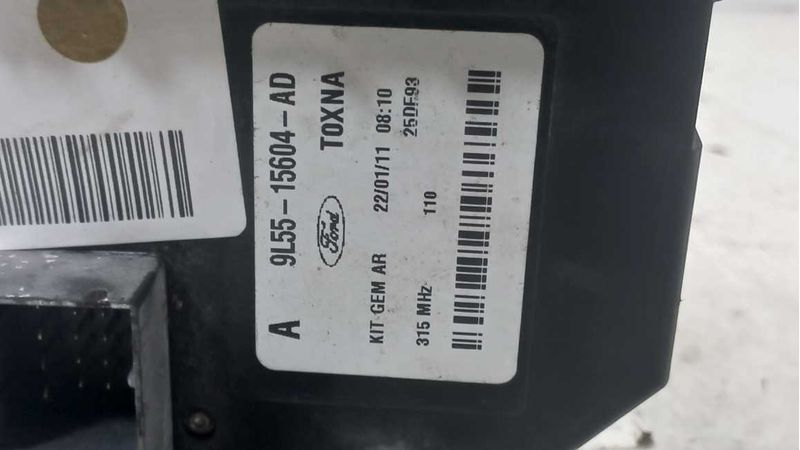 A 9L55-15604-AD
Ford TOXNA
KIT GEM AR 22/01/11 08:10
315 MHz 110 25DF93